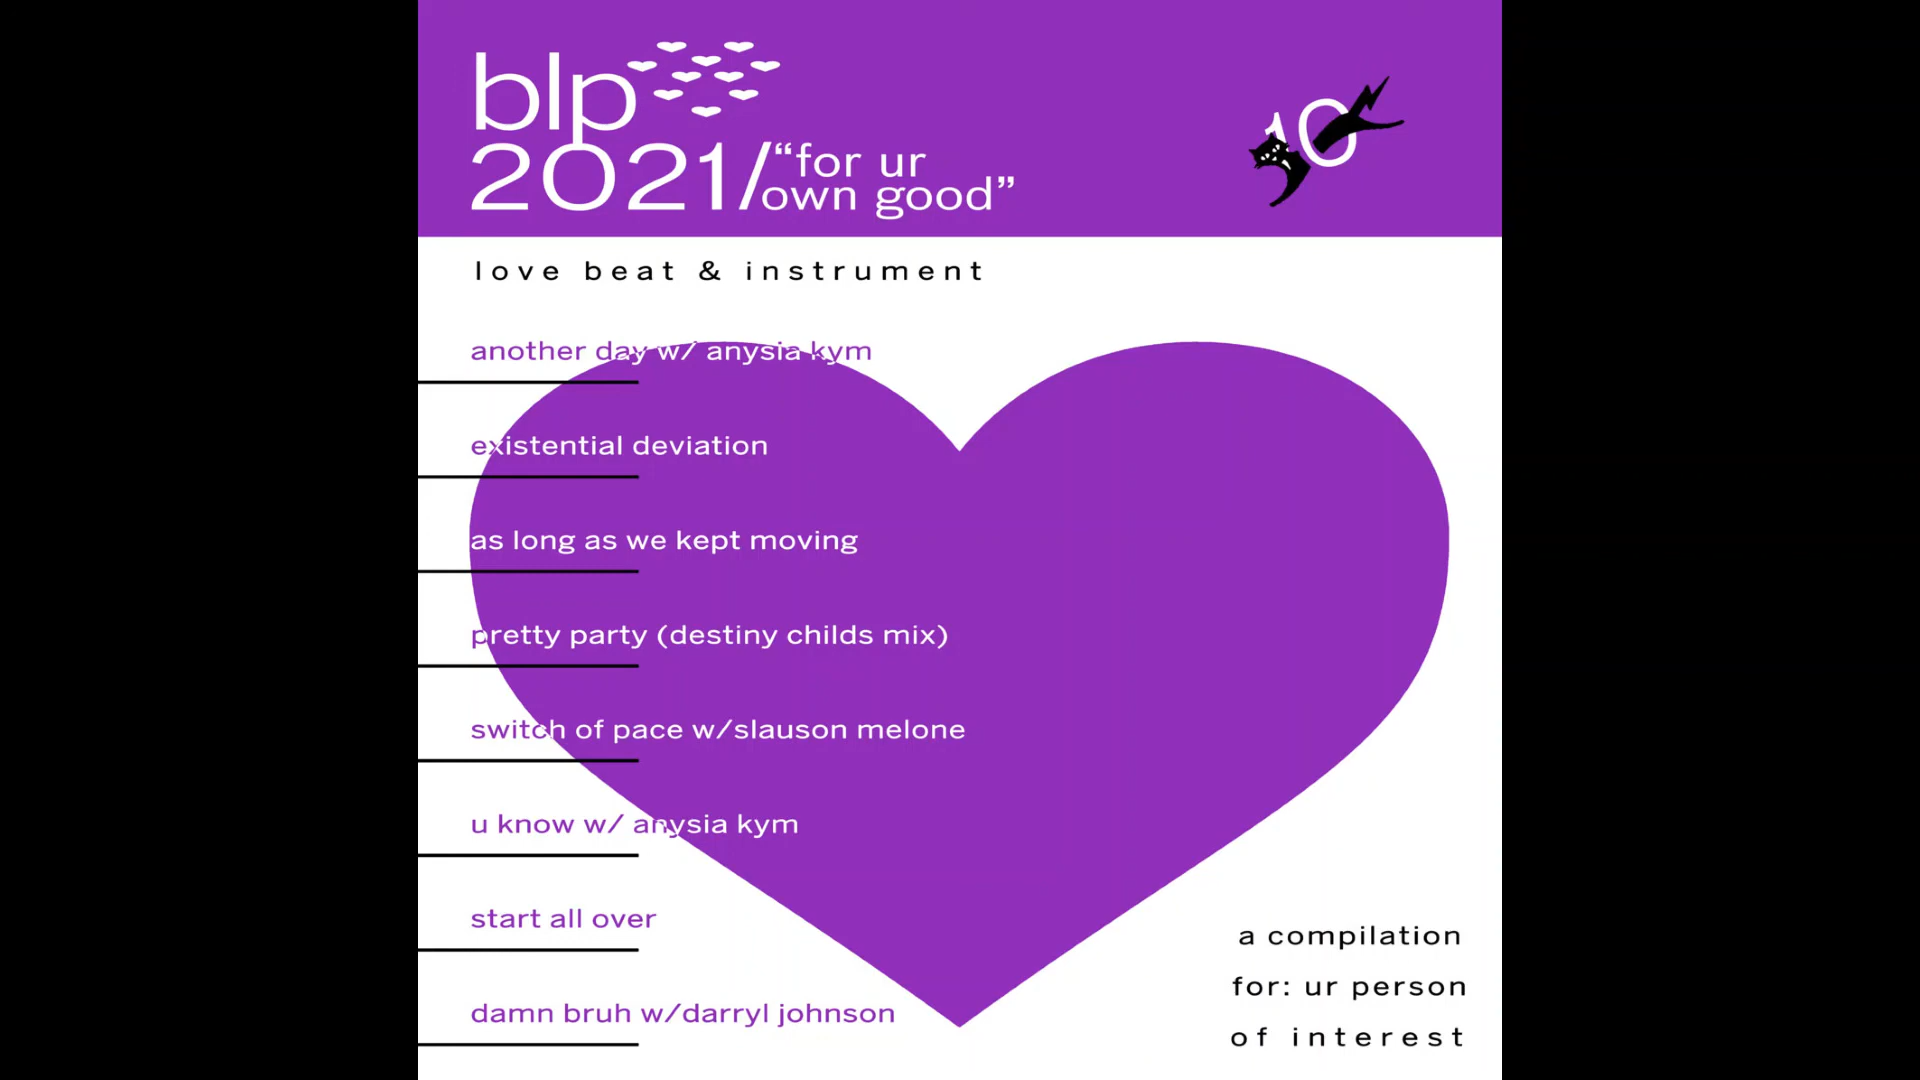 blp
2021/“for ur
own good”
10
love beat & instrument
another day w/ anysia kym
existential deviation
as long as we kept moving
pretty party (destiny childs mix)
switch of pace w/slauson melone
u know w/ anysia kym
start all over
damn bruh w/darryl johnson
a compilation
for: ur person
of interest